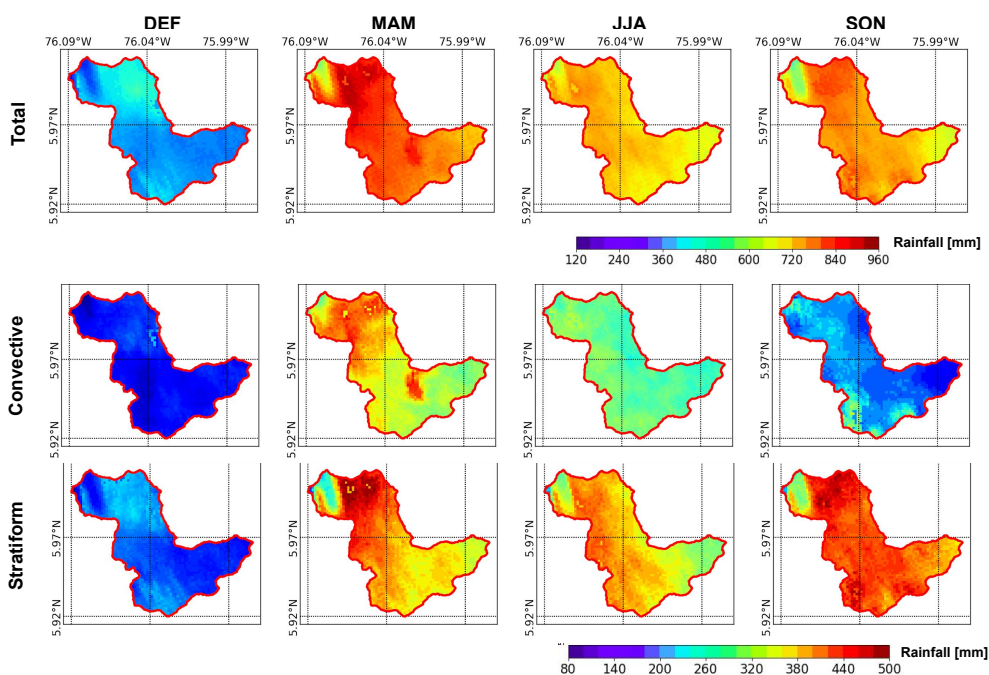 DEF MAM JJA SON
76.09°W 76.04°W 75.99°W 76.09°W 76.04°W 75.99°W 76.09°W 76.04°W 75.99°W 76.09°W 76.04°W 75.99°W
Total
5.97°N 5.97°N 5.97°N 5.97°N
5.92°N 5.92°N 5.92°N 5.92°N
Rainfall [mm]
120 240 360 480 600 720 840 960
Convective
5.97°N 5.97°N 5.97°N 5.97°N
5.92°N 5.92°N 5.92°N 5.92°N
Stratiform
5.97°N 5.97°N 5.97°N 5.97°N
5.92°N 5.92°N 5.92°N 5.92°N
Rainfall [mm]
80 140 200 260 320 380 440 500